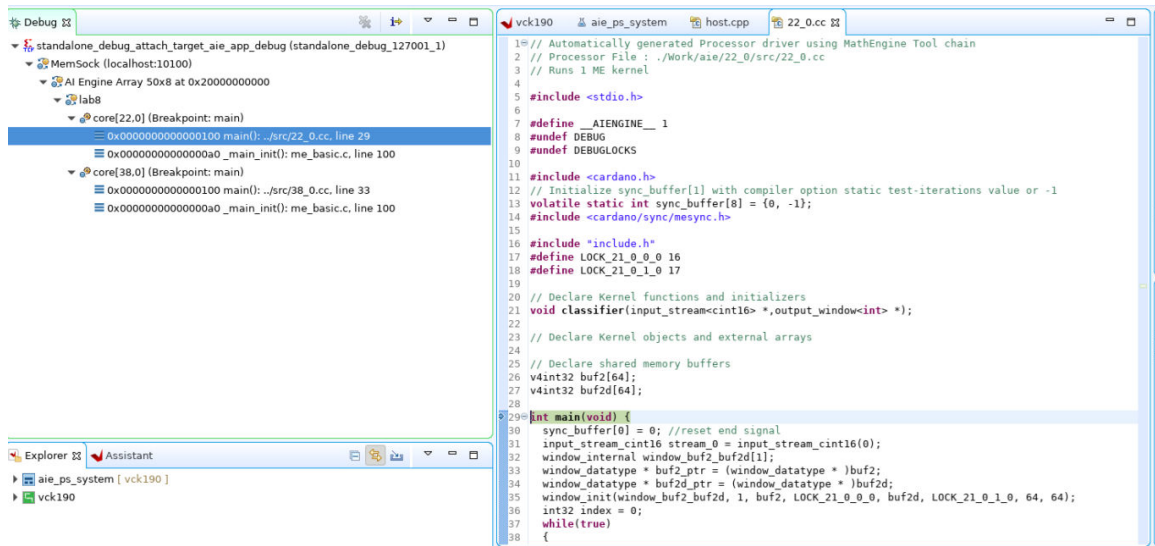 Debug
standalone_debug_attach_target_aie_app_debug (standalone_debug_127001_1)
MemSock (localhost:10100)
AI Engine Array 50x8 at 0x20000000000
lab8
core[22,0] (Breakpoint: main)
0x0000000000000100 main(): ../src/22_0.cc, line 29
0x00000000000000a0 _main_init(): me_basic.c, line 100
core[38,0] (Breakpoint: main)
0x0000000000000100 main(): ../src/38_0.cc, line 33
0x00000000000000a0 _main_init(): me_basic.c, line 100
Explorer Assistant
aie_ps_system [ vck190 ]
vck190
vck190 aie_ps_system host.cpp 22_0.cc
1 // Automatically generated Processor driver using MathEngine Tool chain
2 // Processor File : ./Work/aie/22_0/src/22_0.cc
3 // Runs 1 ME kernel
4
5 #include <stdio.h>
6
7 #define __AIENGINE__ 1
8 #undef DEBUG
9 #undef DEBUGLOCKS
10
11 #include <cardano.h>
12 // Initialize sync_buffer[1] with compiler option static test-iterations value or -1
13 volatile static int sync_buffer[8] = {0, -1};
14 #include <cardano/sync/mesync.h>
15
16 #include "include.h"
17 #define LOCK_21_0_0_0 16
18 #define LOCK_21_0_1_0 17
19
20 // Declare Kernel functions and initializers
21 void classifier(input_stream<cint16> *,output_window<int> *);
22
23 // Declare Kernel objects and external arrays
24
25 // Declare shared memory buffers
26 v4int32 buf2[64];
27 v4int32 buf2d[64];
28
29 int main(void) {
30 sync_buffer[0] = 0; //reset end signal
31 input_stream_cint16 stream_0 = input_stream_cint16(0);
32 window_internal window_buf2_buf2d[1];
33 window_datatype * buf2_ptr = (window_datatype * )buf2;
34 window_datatype * buf2d_ptr = (window_datatype * )buf2d;
35 window_init(window_buf2_buf2d, 1, buf2, LOCK_21_0_0_0, buf2d, LOCK_21_0_1_0, 64, 64);
36 int32 index = 0;
37 while(true)
38 {